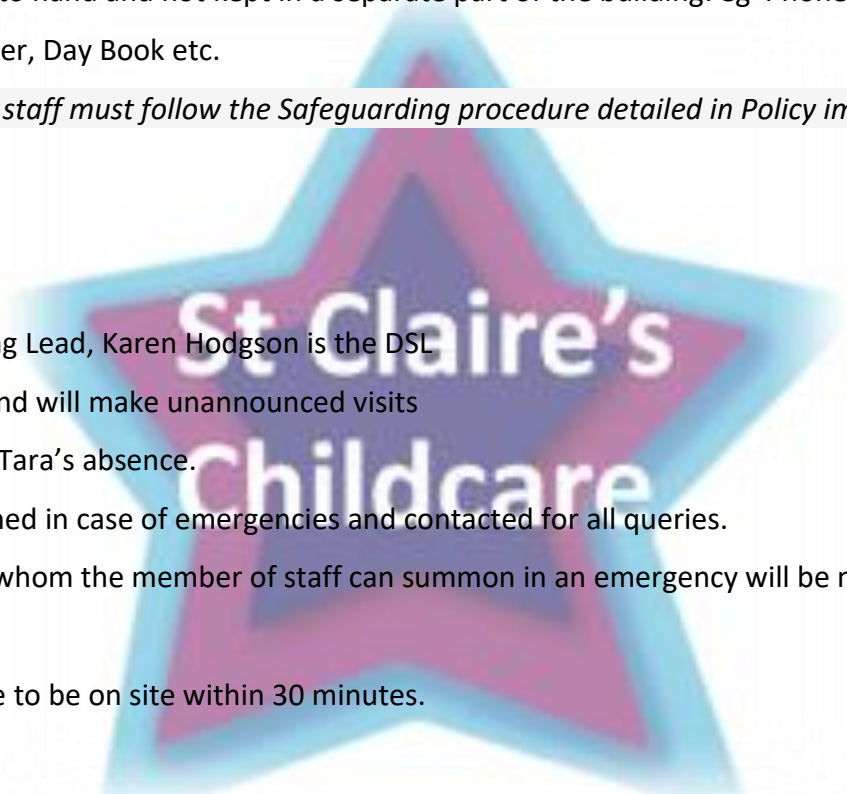 to hand and not kept in a separate part of the building. eg Phone
er, Day Book etc.
staff must follow the Safeguarding procedure detailed in Policy im
St Claire's
ng Lead, Karen Hodgson is the DSL
nd will make unannounced visits
Tara's absence.
Childcare
ned in case of emergencies and contacted for all queries.
whom the member of staff can summon in an emergency will be r
e to be on site within 30 minutes.